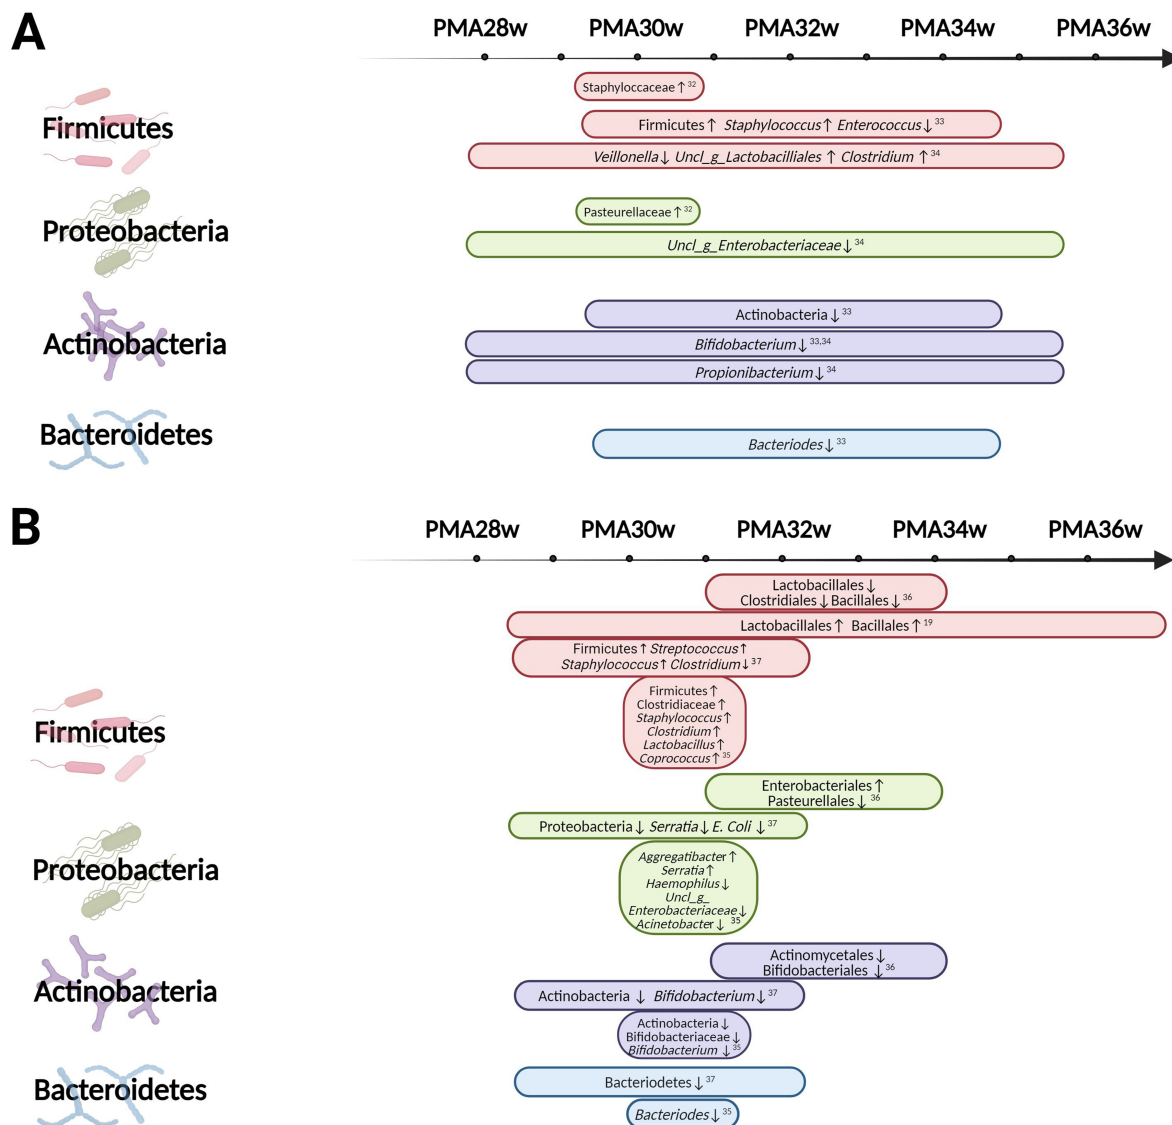 A
PMA28w PMA30w PMA32w PMA34w PMA36w
Firmicutes
Staphyloccaceae↑ 32
Firmicutes↑ Staphylococcus↑ Enterococcus↓ 33
Veillonella↓ Uncl_g_Lactobacilliales ↑ Clostridium ↑ 34
Proteobacteria
Pasteurellaceae↑ 32
Uncl_g_Enterobacteriaceae↓ 34
Actinobacteria
Actinobacteria↓ 33
Bifidobacterium↓ 33,34
Propionibacterium↓ 34
Bacteroidetes
Bacteriodes↓ 33
B
PMA28w PMA30w PMA32w PMA34w PMA36w
Firmicutes
Lactobacillales↓
Clostridiales↓Bacillales↓ 36
Lactobacillales↑ Bacillales↑ 19
Firmicutes↑ Streptococcus↑
Staphylococcus↑ Clostridium↓ 37
Firmicutes↑
Clostridiaceae↑
Staphylococcus↑
Clostridium↑
Lactobacillus↑
Coprococcus↑ 35
Proteobacteria
Enterobacteriales↑
Pasteurellales↓ 36
Proteobacteria↓ Serratia↓ E. Coli ↓ 37
Aggregatibacter↑
Serratia↑
Haemophilus↓
Uncl_g_
Enterobacteriaceae↓
Acinetobacter↓ 35
Actinobacteria
Actinomycetales↓
Bifidobacteriales ↓ 36
Actinobacteria ↓ Bifidobacterium↓ 37
Actinobacteria↓
Bifidobacteriaceae↓
Bifidobacterium ↓ 35
Bacteroidetes
Bacteriodetes↓ 37
Bacteriodes↓ 35